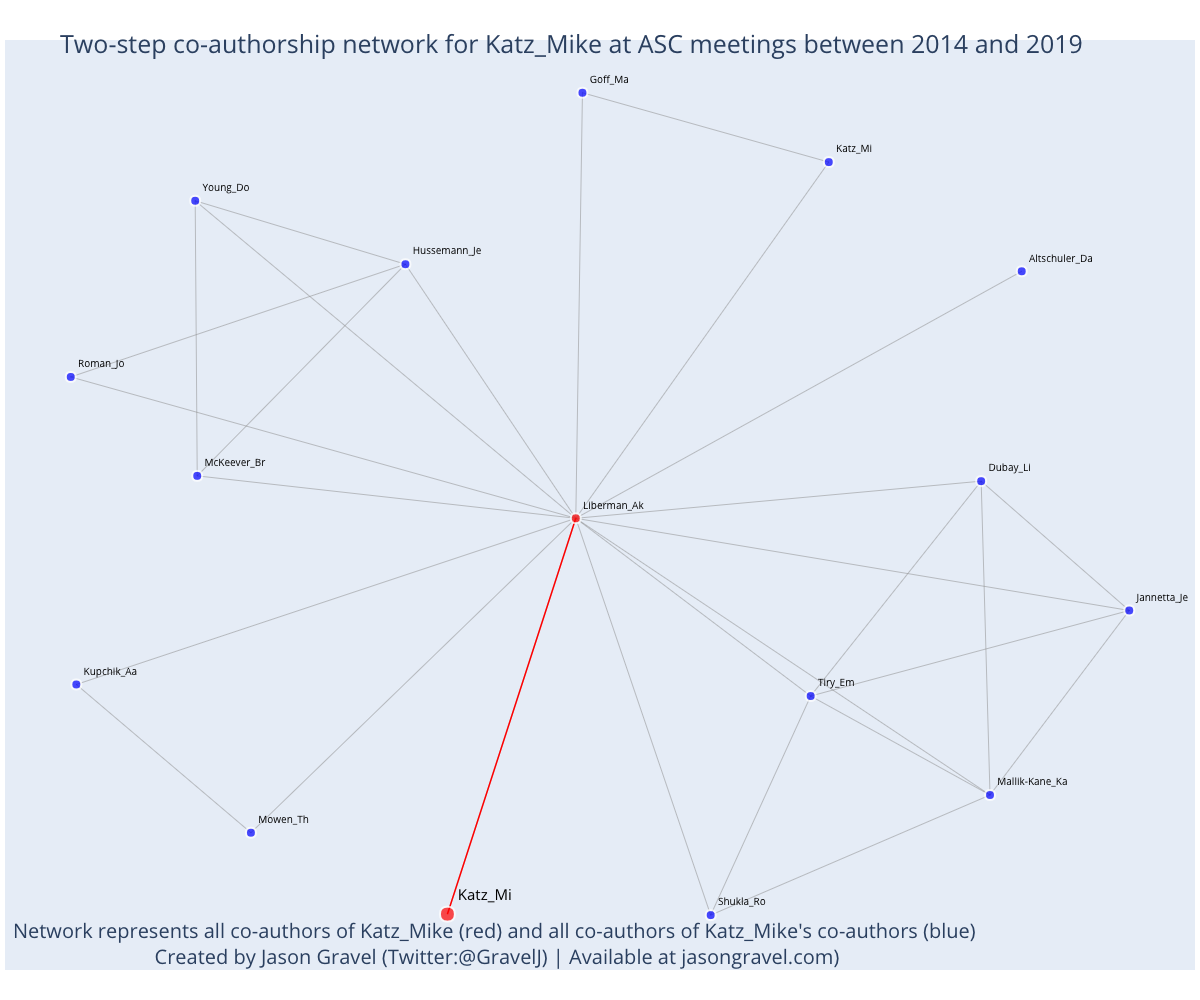 Two-step co-authorship network for Katz_Mike at ASC meetings between 2014 and 2019
Goff_Ma
Katz_Mi
Young_Do
Hussemann_Je
Altschuler_Da
Roman_Jo
McKeever_Br
Dubay_Li
Liberman_Ak
Jannetta_Je
Kupchik_Aa
Tiry_Em
Mallik-Kane_Ka
Mowen_Th
Katz_Mi
Shukla_Ro
Network represents all co-authors of Katz_Mike (red) and all co-authors of Katz_Mike's co-authors (blue)
Created by Jason Gravel (Twitter:@GravelJ) | Available at jasongravel.com)